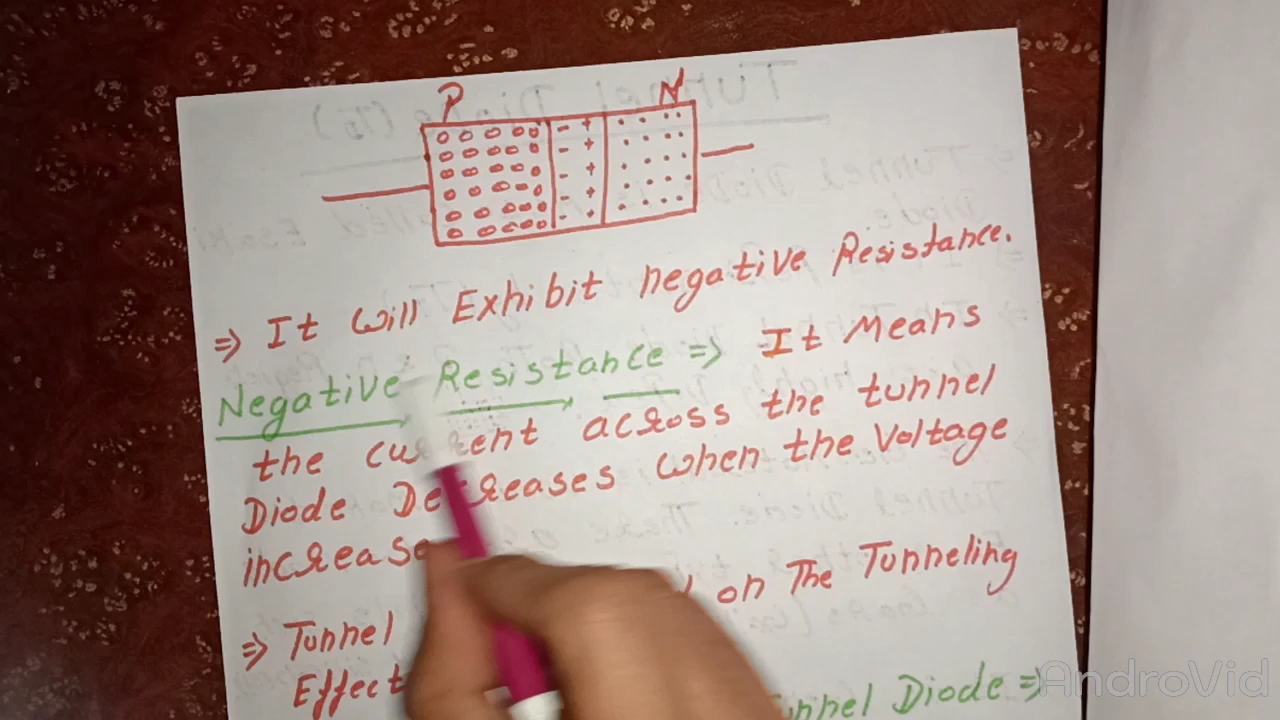 P N
- +
- +
- +
- +
- +
- +
⇒ It will Exhibit negative Resistance.
Negative Resistance ⇒ It Means
the current across the tunnel
Diode Decreases when the Voltage
increase
⇒ Tunnel on The Tunneling
Effect
Tunnel Diode ⇒
AndroVid